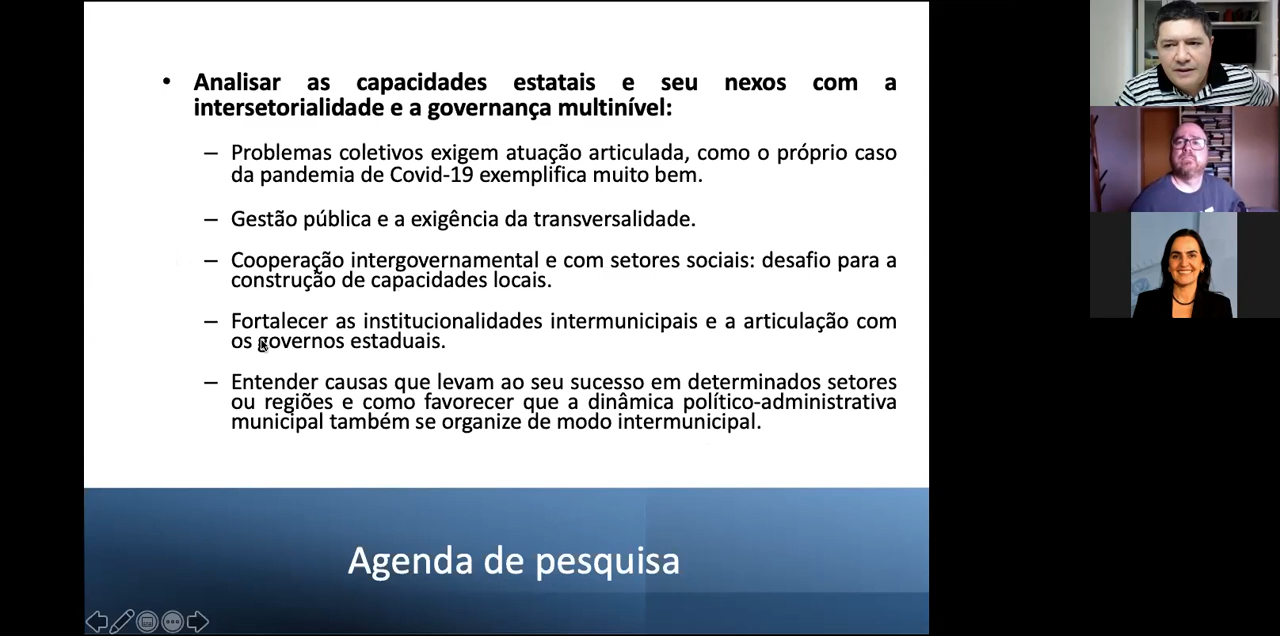 • Analisar as capacidades estatais e seu nexos com a
intersetorialidade e a governança multinível:
– Problemas coletivos exigem atuação articulada, como o próprio caso
da pandemia de Covid-19 exemplifica muito bem.
– Gestão pública e a exigência da transversalidade.
– Cooperação intergovernamental e com setores sociais: desafio para a
construção de capacidades locais.
– Fortalecer as institucionalidades intermunicipais e a articulação com
os governos estaduais.
– Entender causas que levam ao seu sucesso em determinados setores
ou regiões e como favorecer que a dinâmica político-administrativa
municipal também se organize de modo intermunicipal.
Agenda de pesquisa